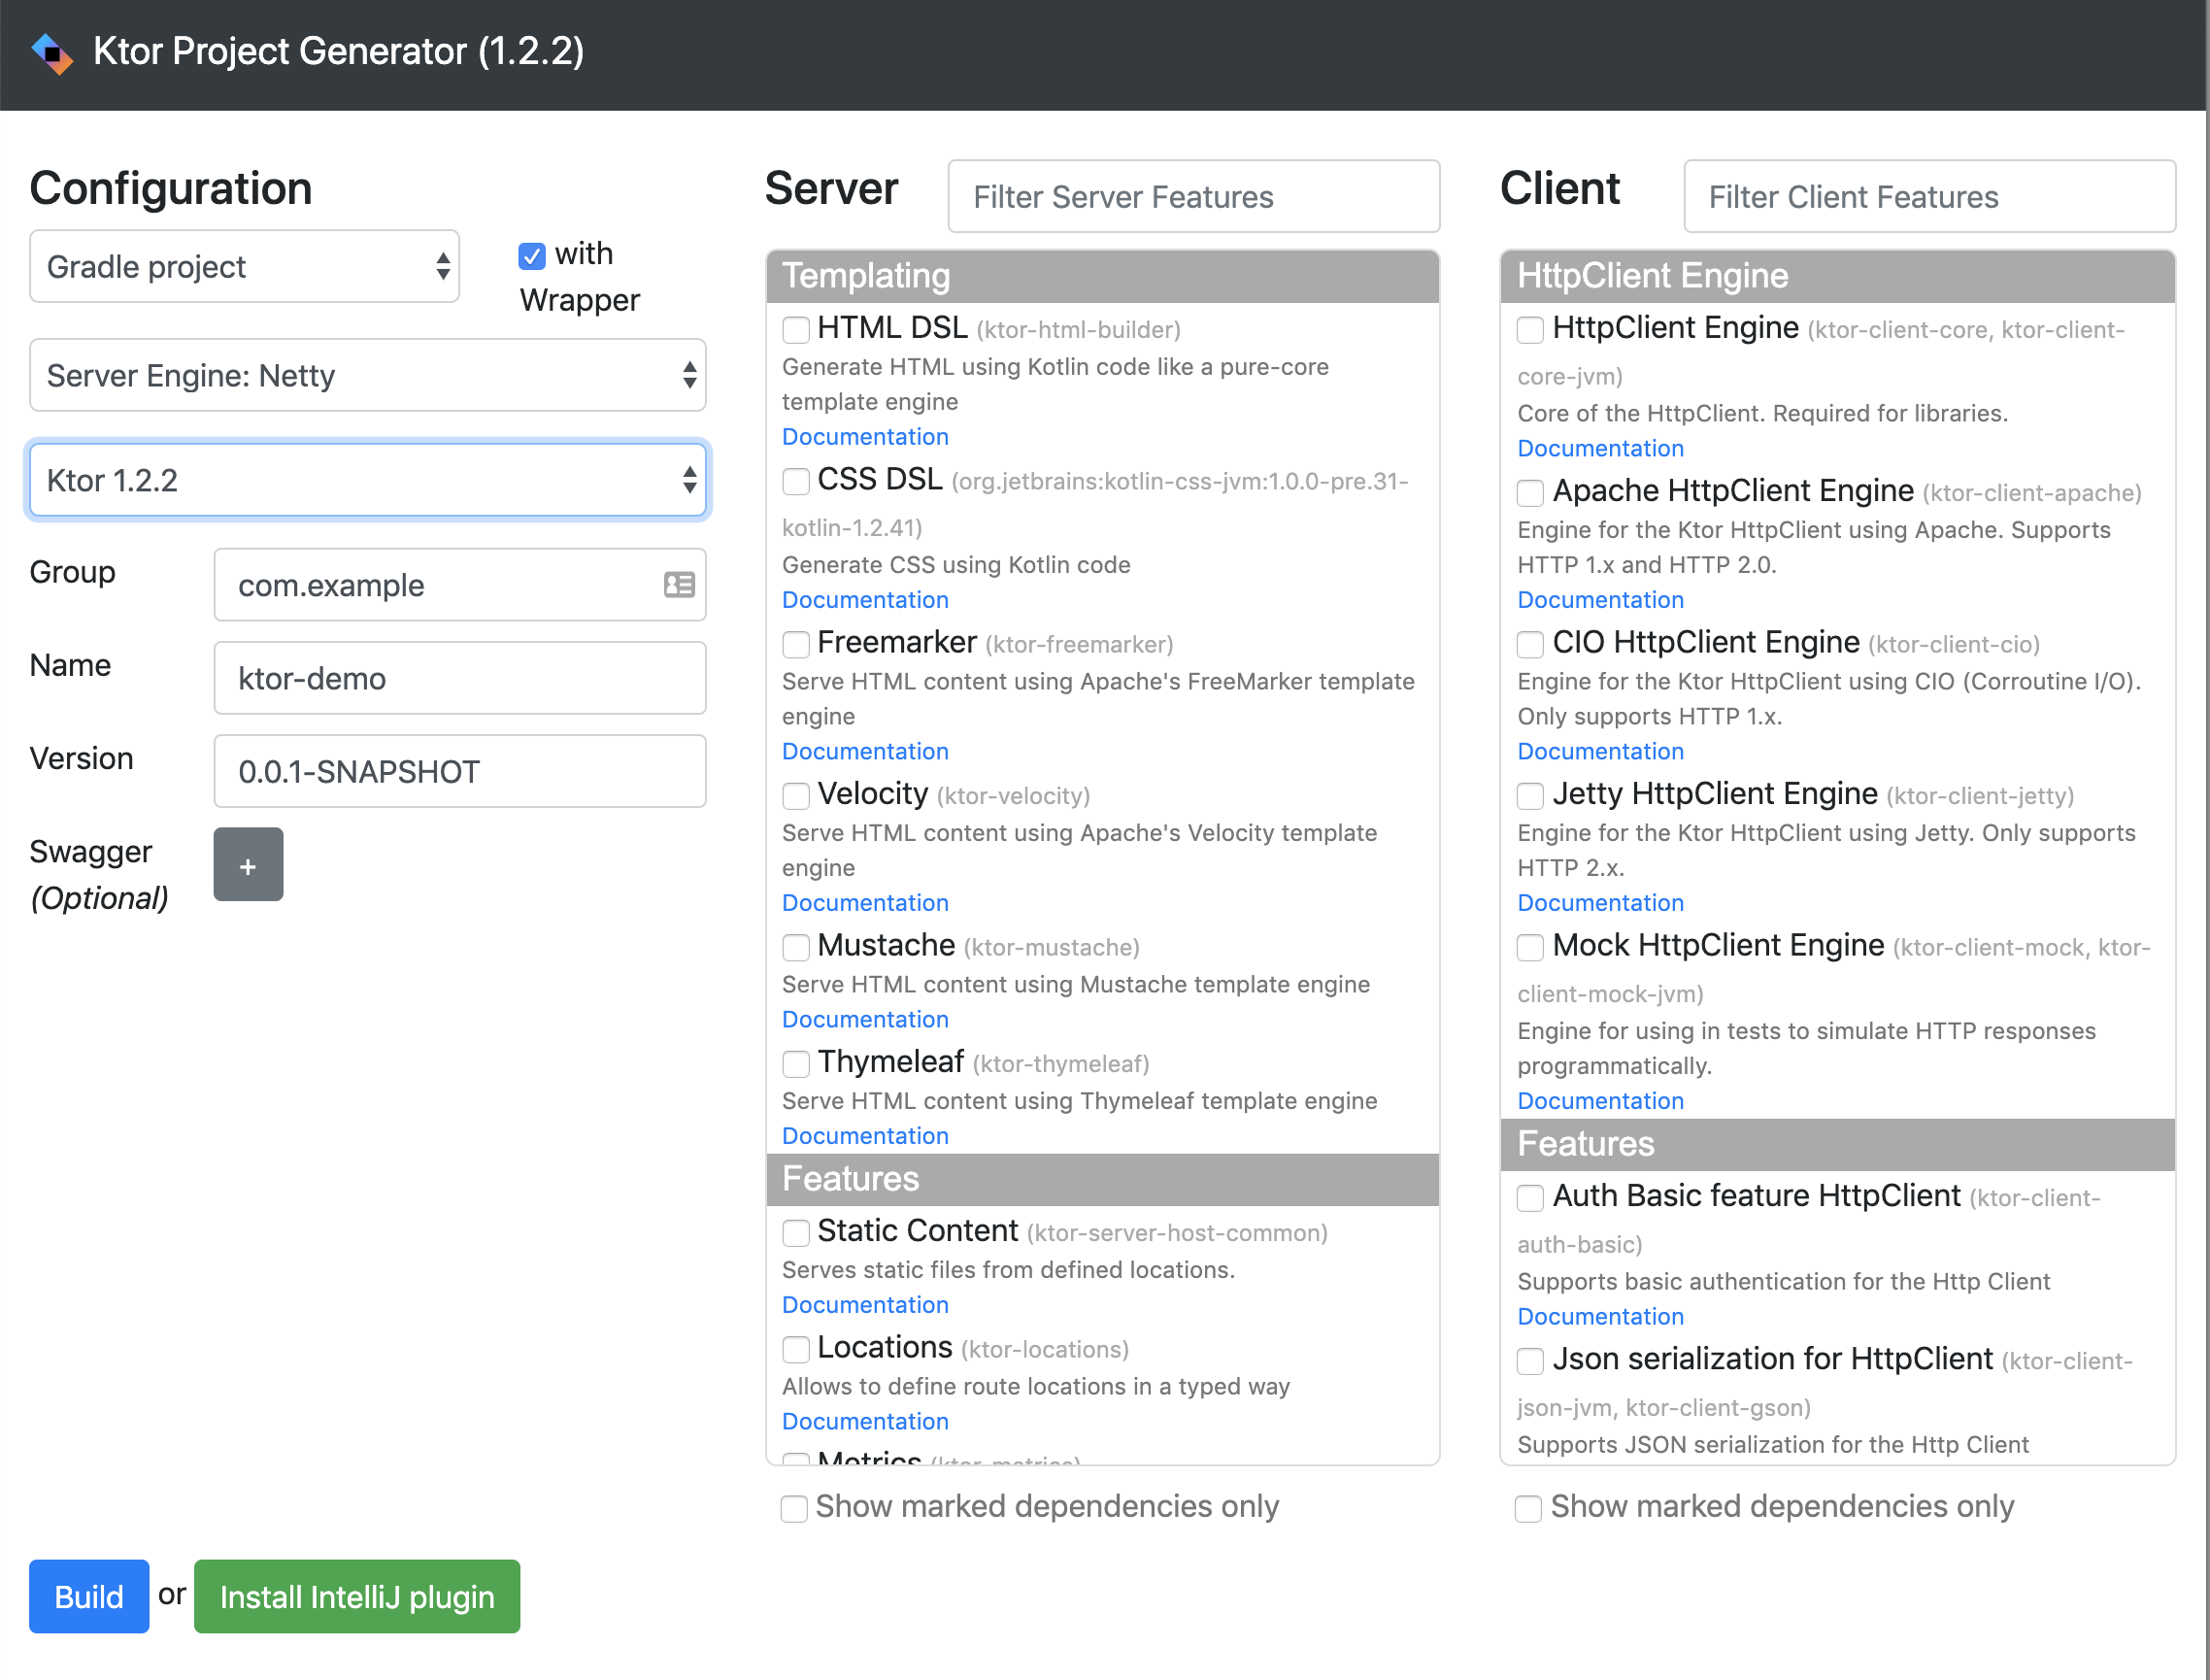 Ktor Project Generator (1.2.2)
Configuration
Gradle project
with
Wrapper
Server Engine: Netty
Ktor 1.2.2
Group
com.example
Name
ktor-demo
Version
0.0.1-SNAPSHOT
Swagger
(Optional)
+
Server
Filter Server Features
Templating
HTML DSL (ktor-html-builder)
Generate HTML using Kotlin code like a pure-core
template engine
Documentation
CSS DSL (org.jetbrains:kotlin-css-jvm:1.0.0-pre.31-
kotlin-1.2.41)
Generate CSS using Kotlin code
Documentation
Freemarker (ktor-freemarker)
Serve HTML content using Apache's FreeMarker template
engine
Documentation
Velocity (ktor-velocity)
Serve HTML content using Apache's Velocity template
engine
Documentation
Mustache (ktor-mustache)
Serve HTML content using Mustache template engine
Documentation
Thymeleaf (ktor-thymeleaf)
Serve HTML content using Thymeleaf template engine
Documentation
Features
Static Content (ktor-server-host-common)
Serves static files from defined locations.
Documentation
Locations (ktor-locations)
Allows to define route locations in a typed way
Documentation
Metrics (ktor-metrics)
Show marked dependencies only
Client
Filter Client Features
HttpClient Engine
HttpClient Engine (ktor-client-core, ktor-client-
core-jvm)
Core of the HttpClient. Required for libraries.
Documentation
Apache HttpClient Engine (ktor-client-apache)
Engine for the Ktor HttpClient using Apache. Supports
HTTP 1.x and HTTP 2.0.
Documentation
CIO HttpClient Engine (ktor-client-cio)
Engine for the Ktor HttpClient using CIO (Corroutine I/O).
Only supports HTTP 1.x.
Documentation
Jetty HttpClient Engine (ktor-client-jetty)
Engine for the Ktor HttpClient using Jetty. Only supports
HTTP 2.x.
Documentation
Mock HttpClient Engine (ktor-client-mock, ktor-
client-mock-jvm)
Engine for using in tests to simulate HTTP responses
programmatically.
Documentation
Features
Auth Basic feature HttpClient (ktor-client-
auth-basic)
Supports basic authentication for the Http Client
Documentation
Json serialization for HttpClient (ktor-client-
json-jvm, ktor-client-gson)
Supports JSON serialization for the Http Client
Show marked dependencies only
Build or Install IntelliJ plugin